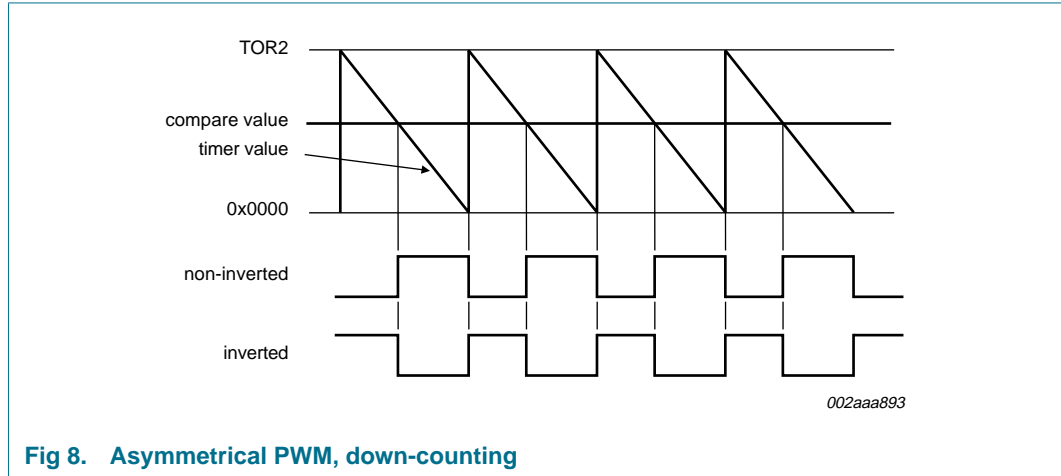 TOR2
compare value
timer value
0x0000
non-inverted
inverted
002aaa893
Fig 8. Asymmetrical PWM, down-counting